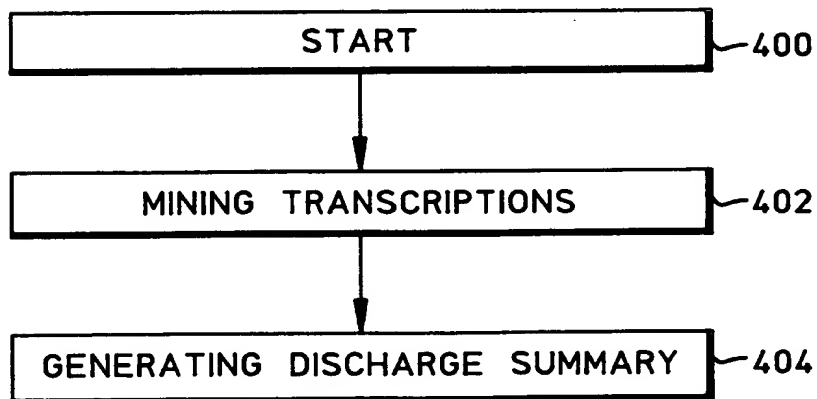 START 400
MINING TRANSCRIPTIONS 402
GENERATING DISCHARGE SUMMARY 404